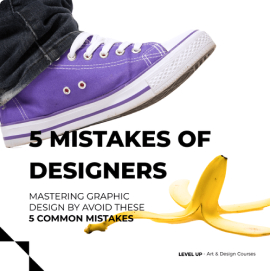 5 MISTAKES OF
DESIGNERS
MASTERING GRAPHIC
DESIGN BY AVOID THESE
5 COMMON MISTAKES
LEVEL UP - Art & Design Courses